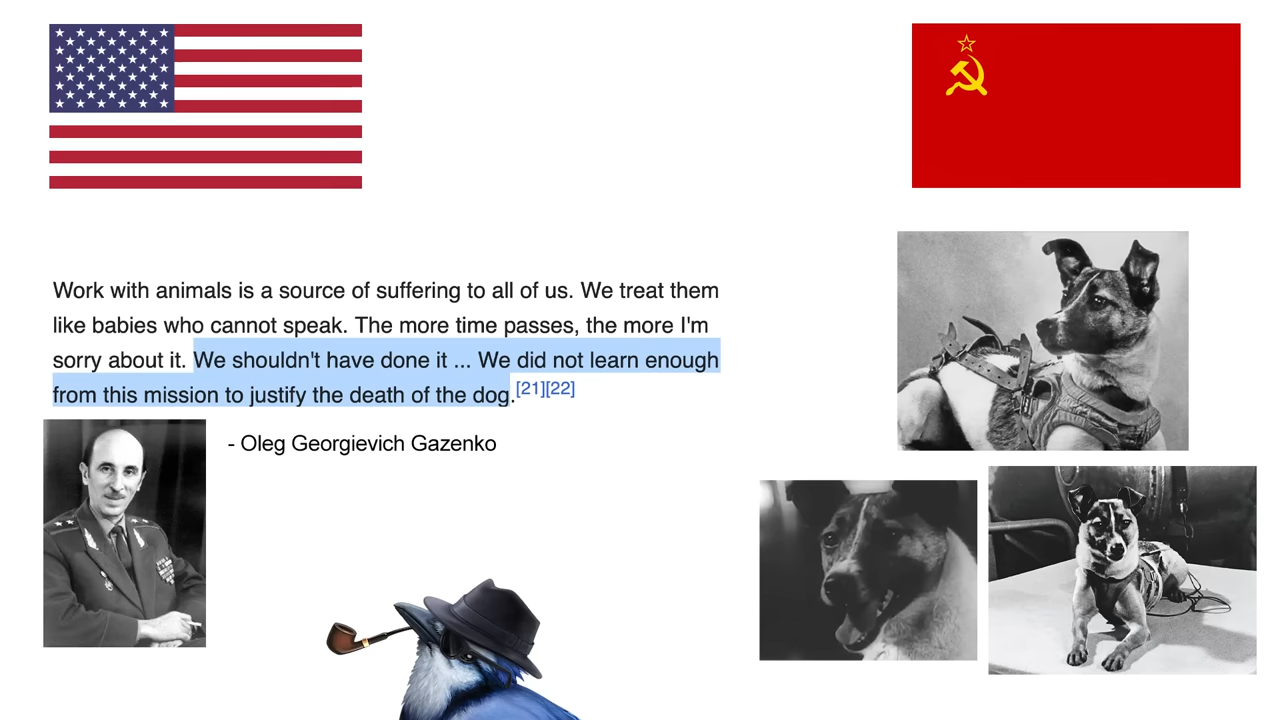 Work with animals is a source of suffering to all of us. We treat them
like babies who cannot speak. The more time passes, the more I'm
sorry about it. We shouldn't have done it ... We did not learn enough
from this mission to justify the death of the dog.[21][22]
- Oleg Georgievich Gazenko